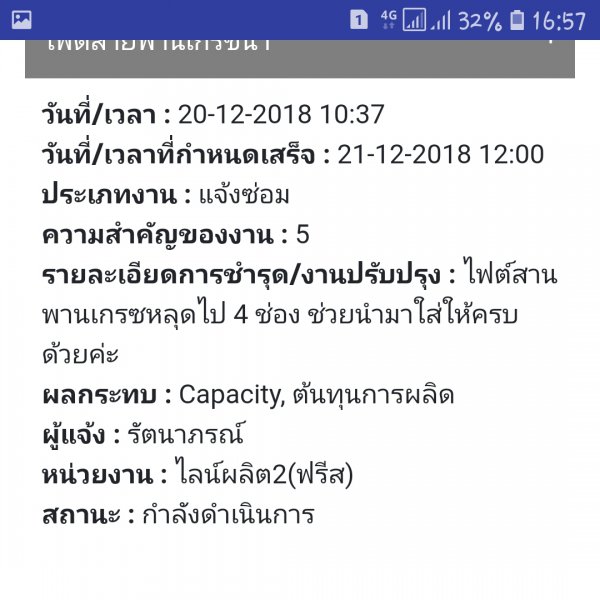 1 4G 32% 16:57
วันที่/เวลา : 20-12-2018 10:37
วันที่/เวลาที่กำหนดเสร็จ : 21-12-2018 12:00
ประเภทงาน : แจ้งซ่อม
ความสำคัญของงาน : 5
รายละเอียดการชำรุด/งานปรับปรุง : ไฟต์สาน
พานเกรซหลุดไป 4 ช่อง ช่วยนำมาใส่ให้ครบ
ด้วยค่ะ
ผลกระทบ : Capacity, ต้นทุนการผลิต
ผู้แจ้ง : รัตนาภรณ์
หน่วยงาน : ไลน์ผลิต2(ฟรีส)
สถานะ : กำลังดำเนินการ